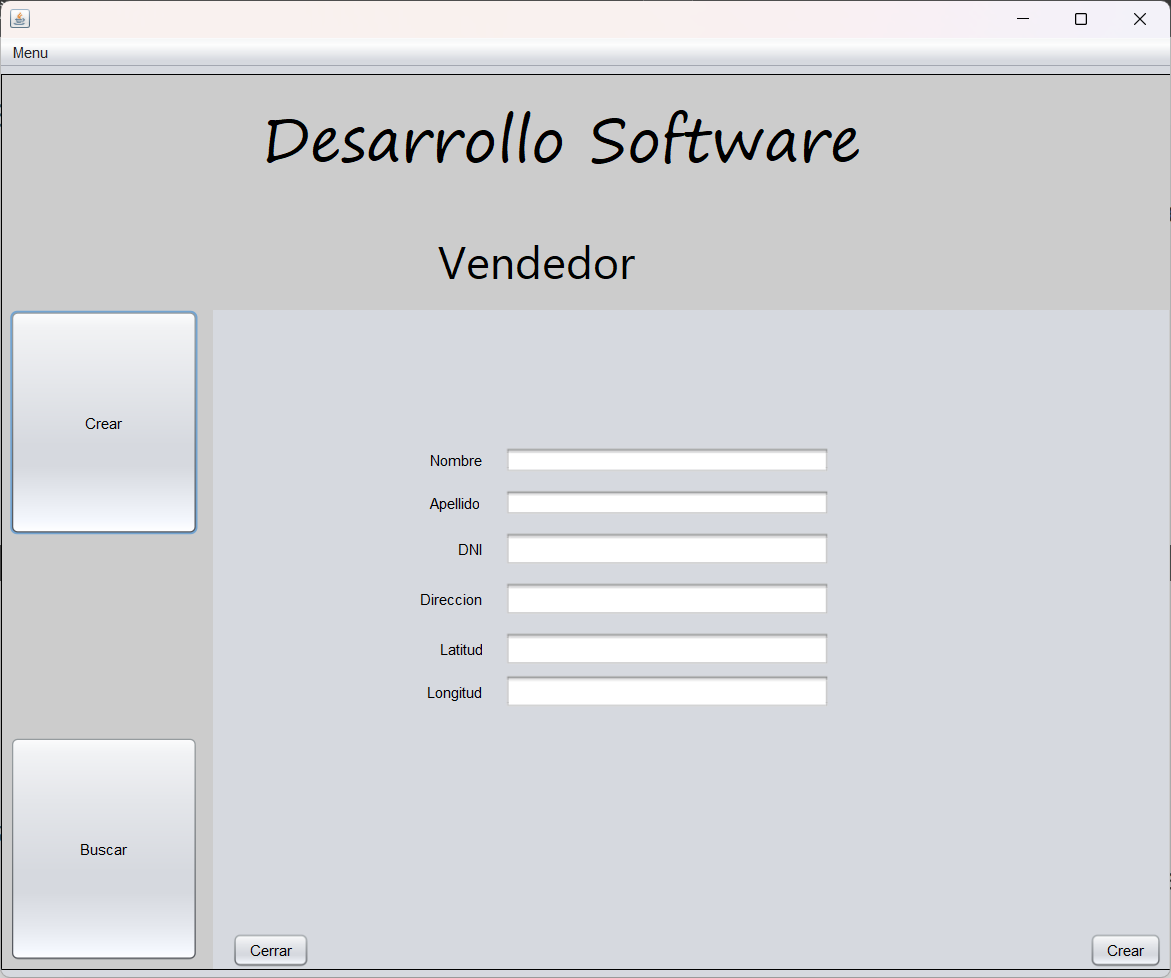 Menu
Desarrollo Software
Vendedor
Crear
Nombre
Apellido
DNI
Direccion
Latitud
Longitud
Buscar
Cerrar
Crear